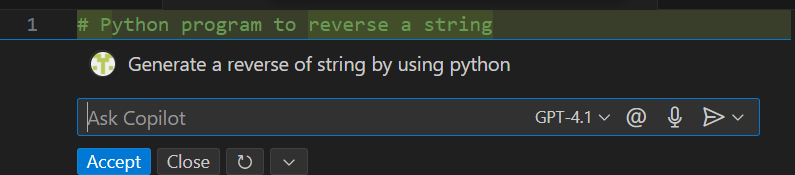 1 # Python program to reverse a string
Generate a reverse of string by using python
Ask Copilot GPT-4.1 @
Accept Close